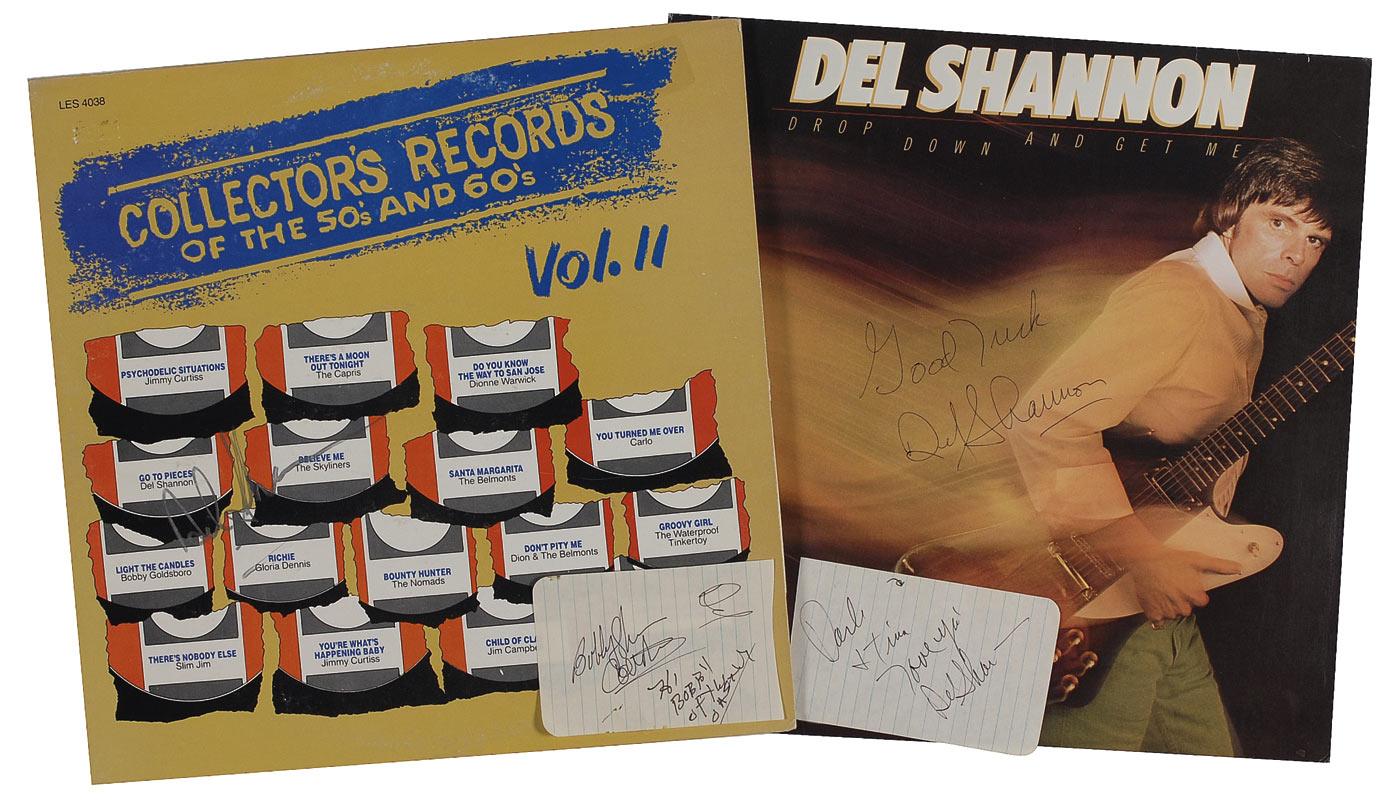 LES 4038
COLLECTOR'S RECORDS
OF THE 50's AND 60's
Vol. II
PSYCHODELIC SITUATIONS
Jimmy Curtiss
THERE'S A MOON
OUT TONIGHT
The Capris
DO YOU KNOW
THE WAY TO SAN JOSE
Dionne Warwick
YOU TURNED ME OVER
Carlo
GO TO PIECES
Del Shannon
BELIEVE ME
The Skyliners
SANTA MARGARITA
The Belmonts
LIGHT THE CANDLES
Bobby Goldsboro
RICHIE
Gloria Dennis
BOUNTY HUNTER
The Nomads
DON'T PITY ME
Dion & The Belmonts
GROOVY GIRL
The Waterproof
Tinkertoy
THERE'S NOBODY ELSE
Slim Jim
YOU'RE WHAT'S
HAPPENING BABY
Jimmy Curtiss
CHILD OF CLA
Jim Campbe
DEL SHANNON
DROP DOWN AND GET ME
Good Luck
Del Shannon
Love Ya'
Del Shannon